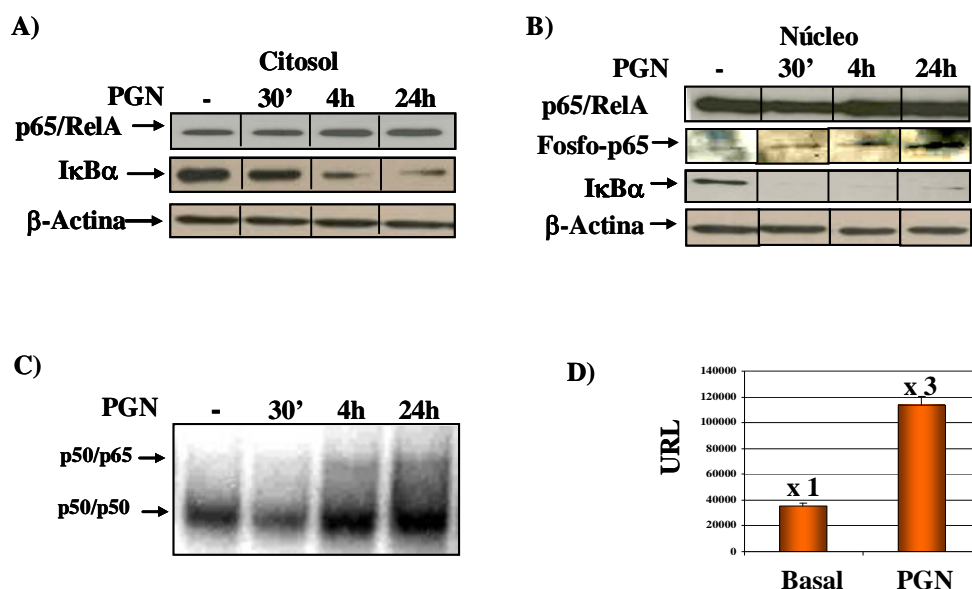 A)
Citosol
PGN - 30’ 4h 24h
p65/RelA
IκBα
β-Actina
B)
Núcleo
PGN - 30’ 4h 24h
p65/RelA
Fosfo-p65
IκBα
β-Actina
C)
PGN - 30’ 4h 24h
p50/p65
p50/p50
D)
URL
140000
120000
100000
80000
60000
40000
20000
0
x 1
x 3
Basal PGN